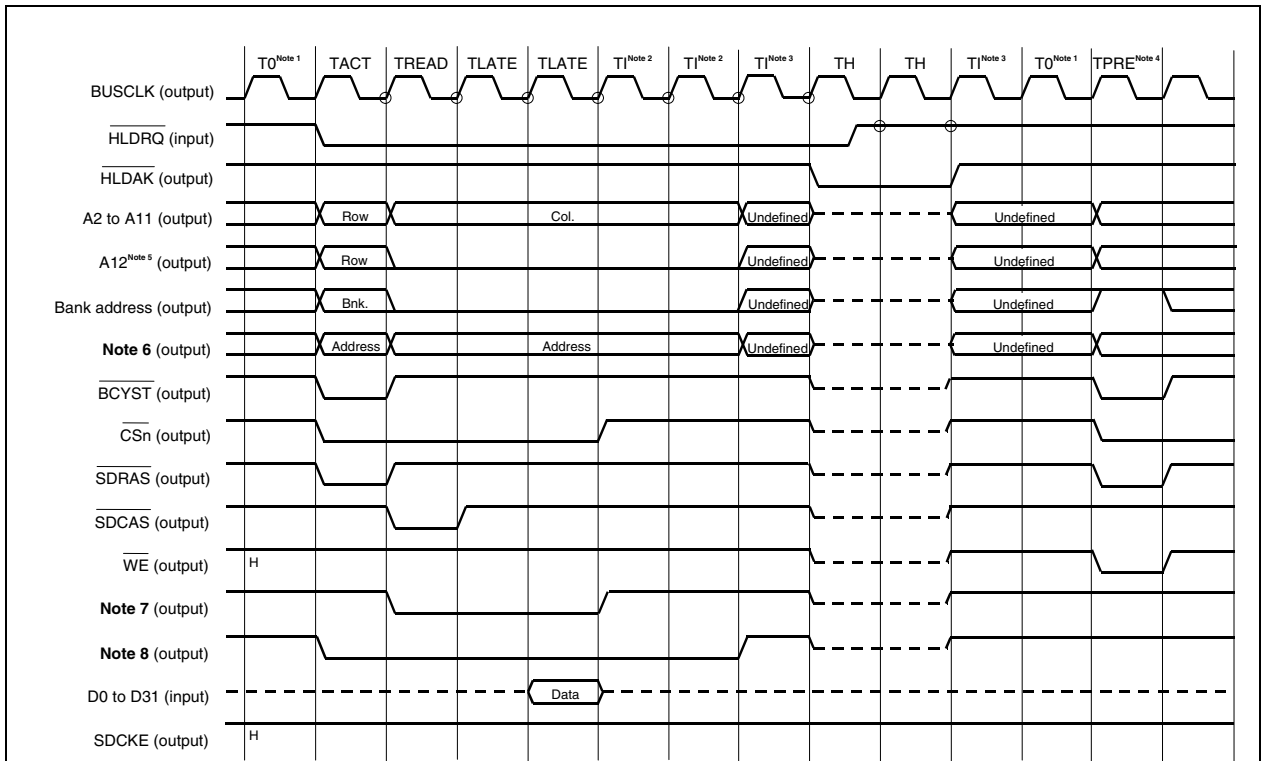 T0Note 1 TACT TREAD TLATE TLATE TINote 2 TINote 2 TINote 3 TH TH TINote 3 T0Note 1 TPRENote 4
BUSCLK (output)
HLDRQ (input)
HLDAK (output)
A2 to A11 (output) Row Col. Undefined Undefined
A12Note 5 (output) Row Undefined Undefined
Bank address (output) Bnk. Undefined Undefined
Note 6 (output) Address Address Undefined Undefined
BCYST (output)
CSn (output)
SDRAS (output)
SDCAS (output)
WE (output) H
Note 7 (output)
Note 8 (output)
D0 to D31 (input) Data
SDCKE (output) H